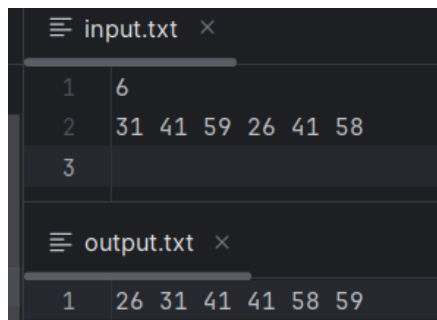 input.txt ×
1 6
2 31 41 59 26 41 58
3
output.txt ×
1 26 31 41 41 58 59